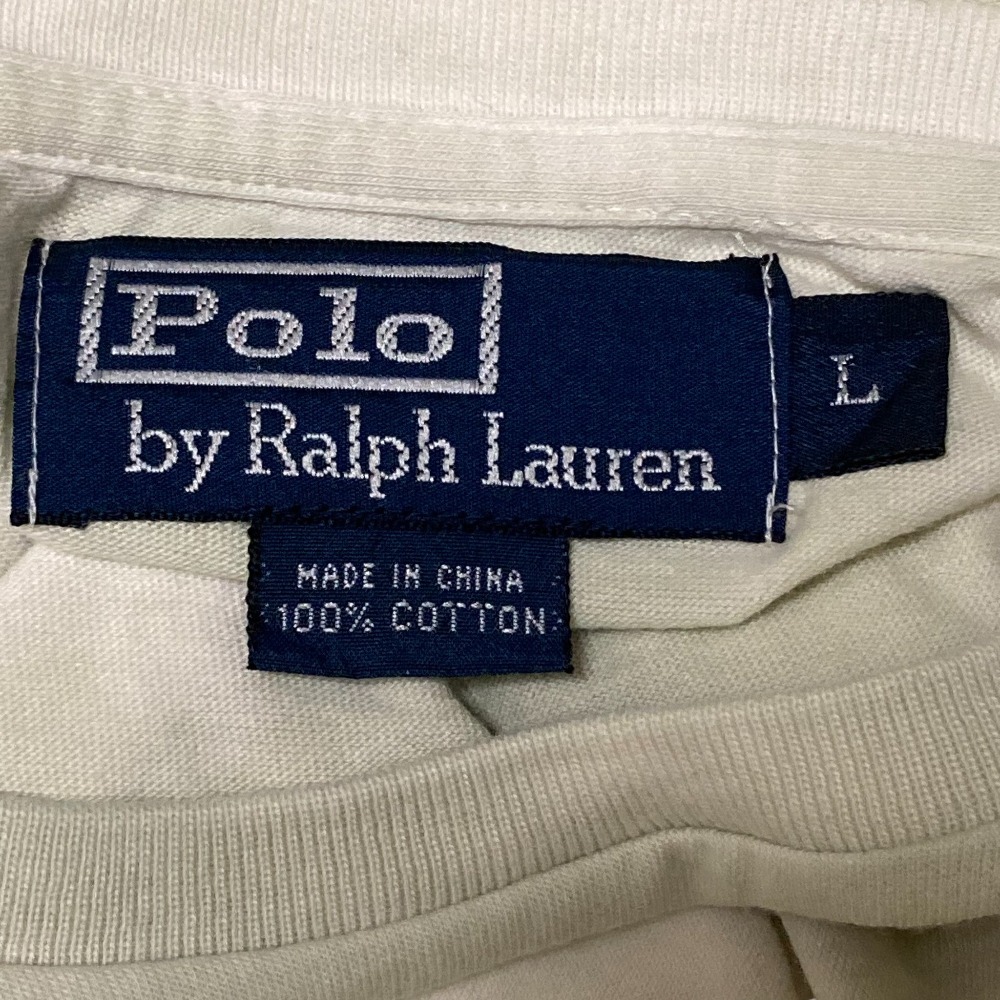 Polo
by Ralph Lauren
L
MADE IN CHINA
100% COTTON